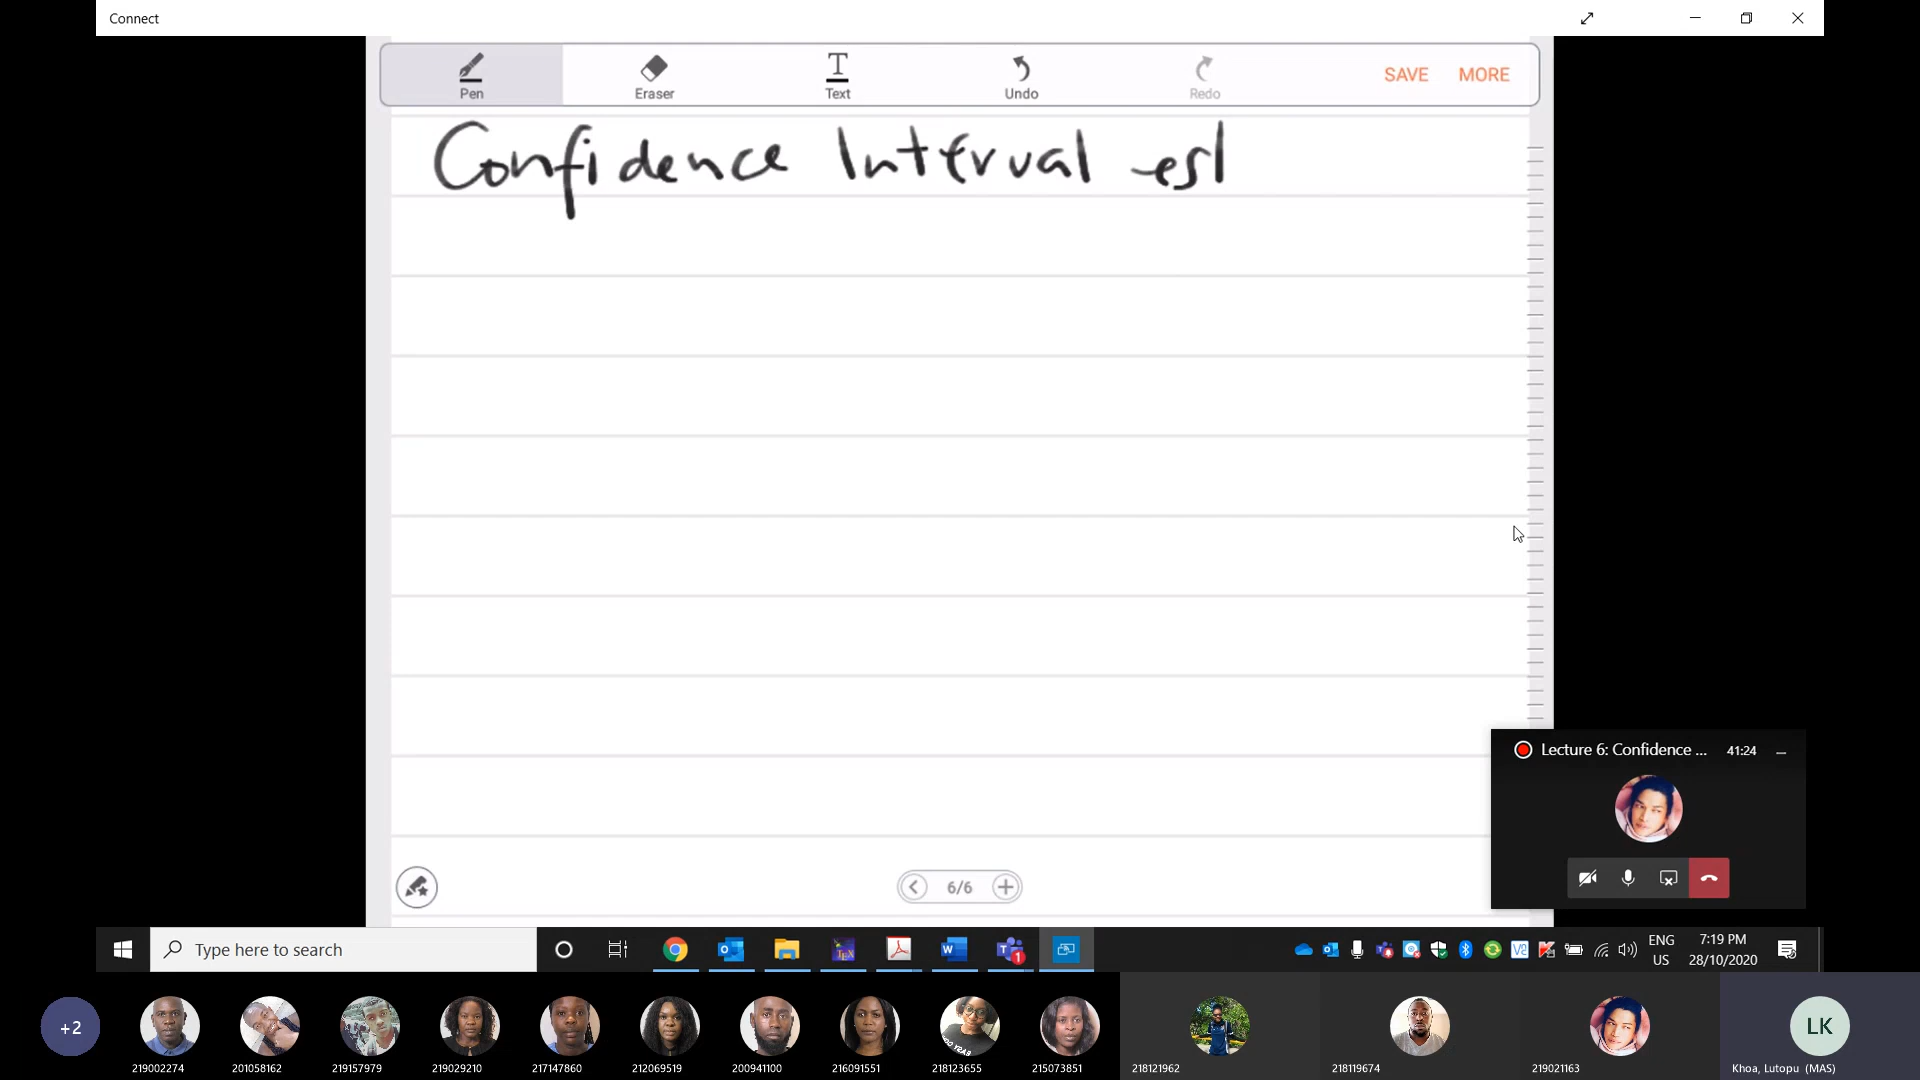 Connect
Pen
Eraser
Text
Undo
Redo
SAVE
MORE
Confidence Interval est
Lecture 6: Confidence ...
41:24
6/6
Type here to search
ENG
US
7:19 PM
28/10/2020
+2
219002274
201058162
219157979
219029210
217147860
212069519
200941100
216091551
218123655
215073851
218121962
218119674
219021163
LK
Khoa, Lutopu (MAS)